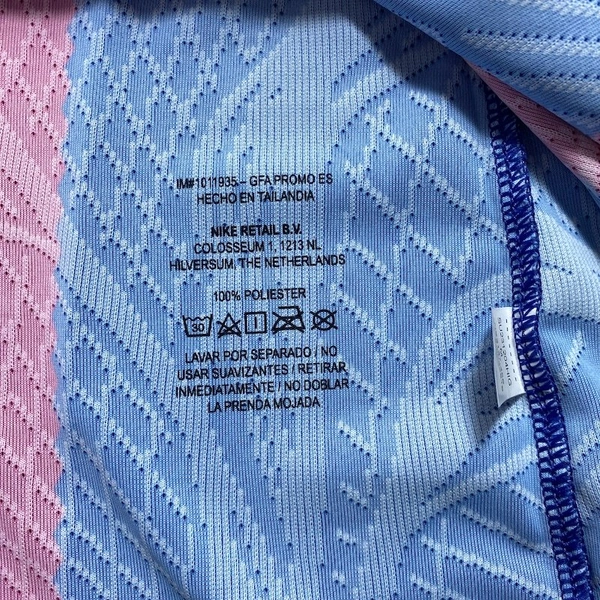 IM#1011935 – GFA PROMO ES
HECHO EN TAILANDIA
NIKE RETAIL B.V.
COLOSSEUM 1, 1213 NL
HILVERSUM, THE NETHERLANDS
100% POLIESTER
30
LAVAR POR SEPARADO / NO
USAR SUAVIZANTES / RETIRAR
INMEDIATAMENTE / NO DOBLAR
LA PRENDA MOJADA